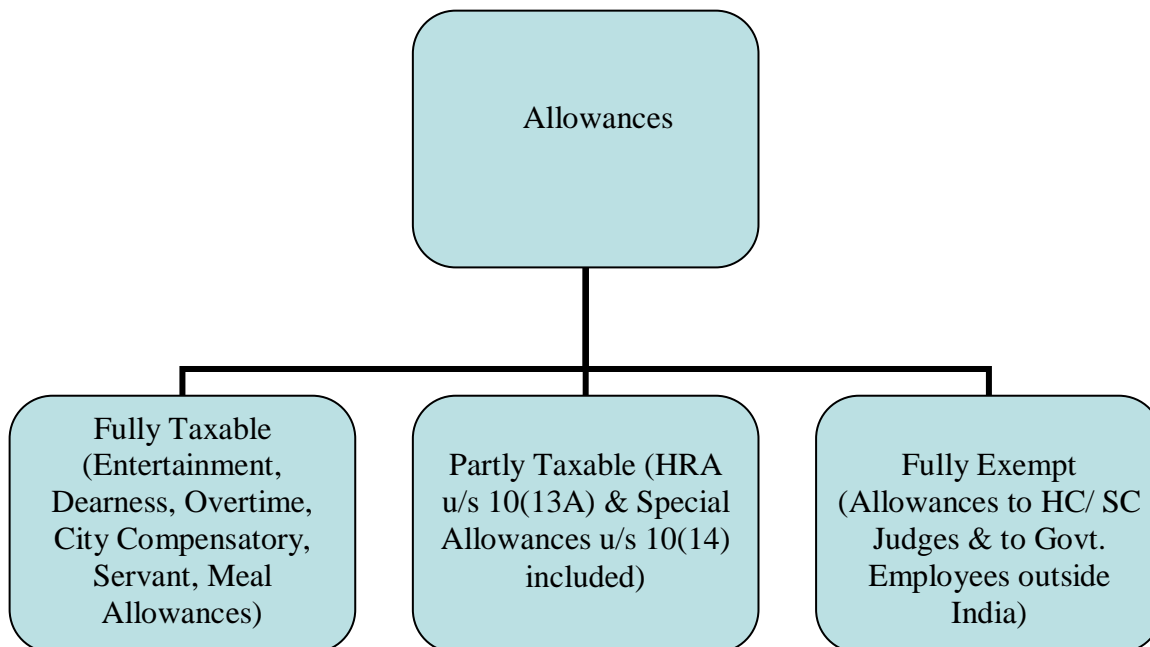 Allowances
Fully Taxable
(Entertainment,
Dearness, Overtime,
City Compensatory,
Servant, Meal
Allowances)
Partly Taxable (HRA
u/s 10(13A) & Special
Allowances u/s 10(14)
included)
Fully Exempt
(Allowances to HC/ SC
Judges & to Govt.
Employees outside
India)